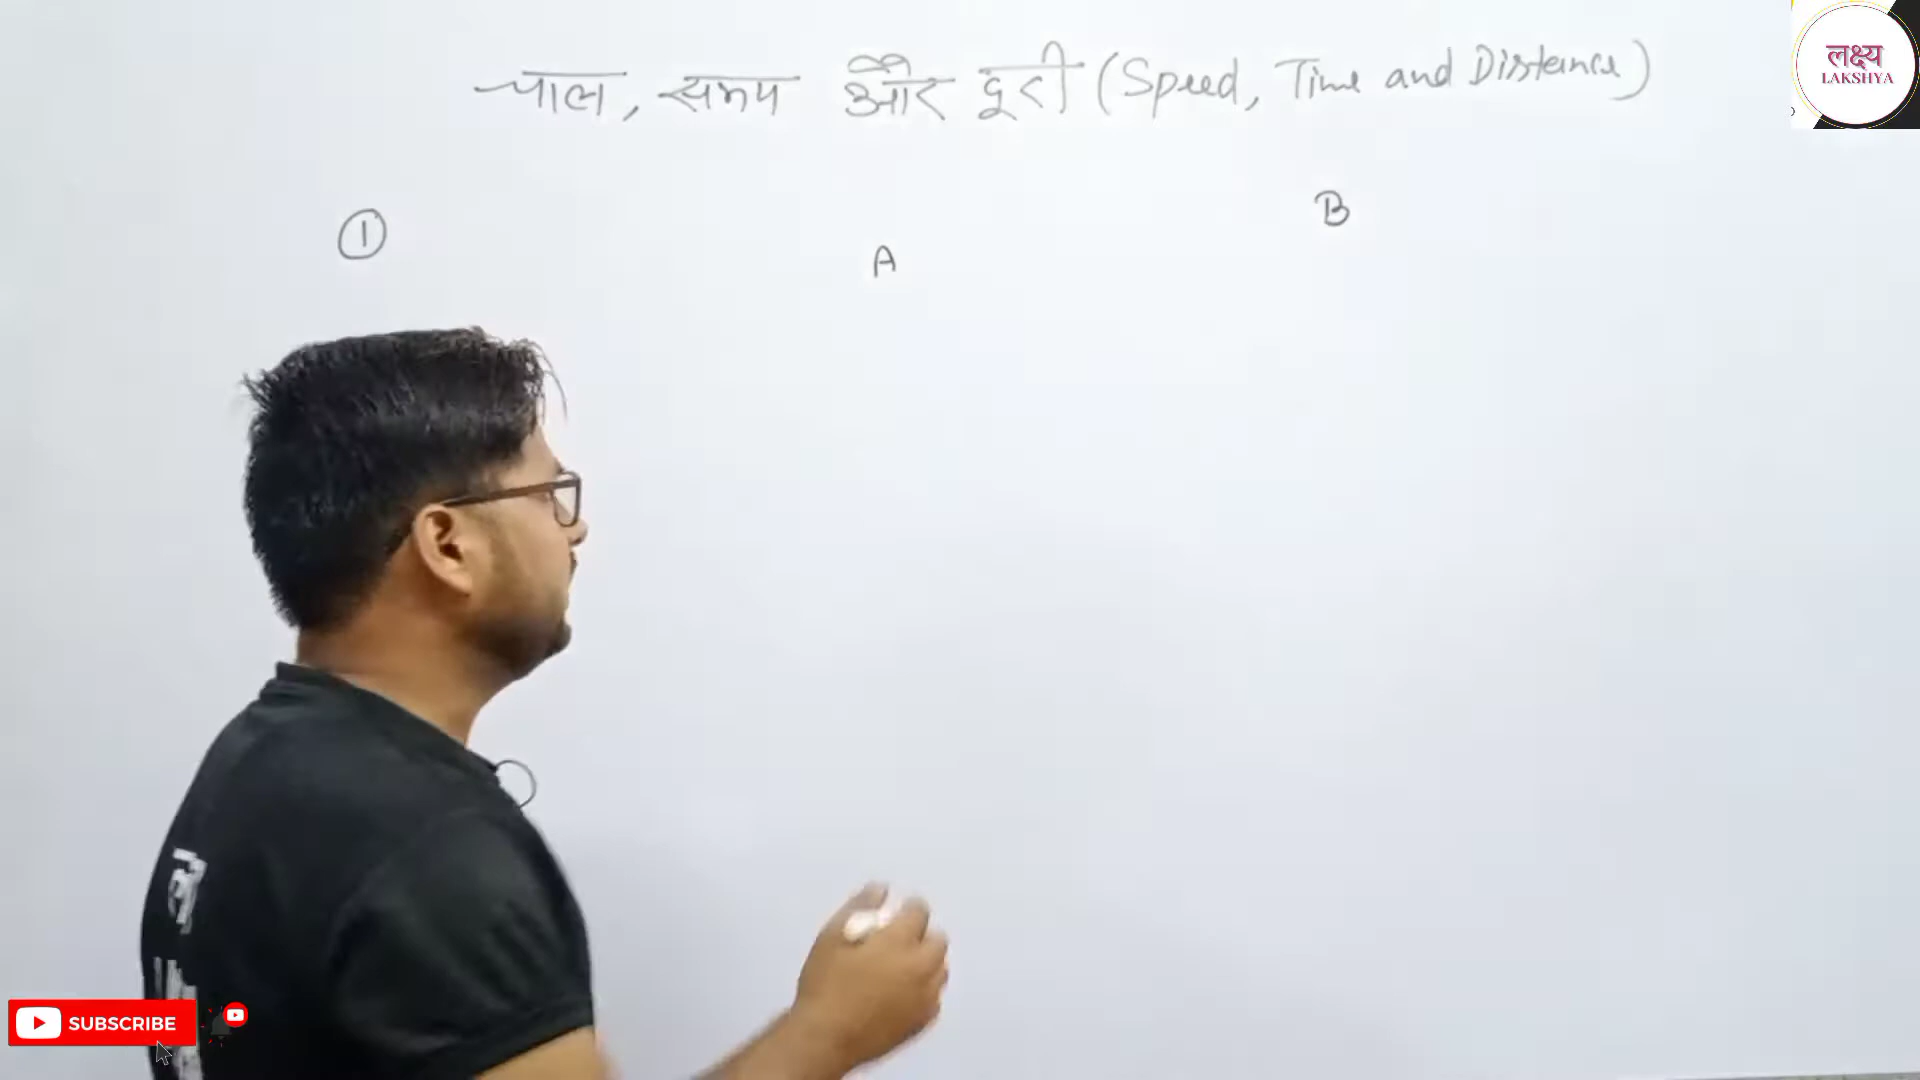 चाल, समय और दूरी (Speed, Time and Distance)
लक्ष्य
LAKSHYA
B
①
A
SUBSCRIBE